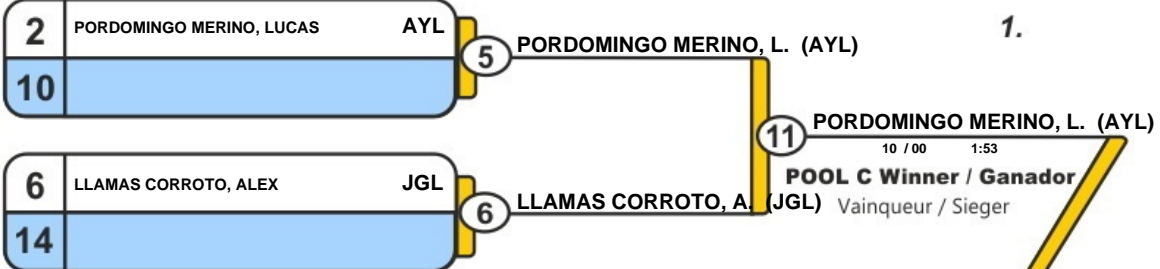 2 PORDOMINGO MERINO, LUCAS AYL
10
5
PORDOMINGO MERINO, L. (AYL)
1.
6 LLAMAS CORROTO, ALEX JGL
14
6
LLAMAS CORROTO, A. (JGL)
11
PORDOMINGO MERINO, L. (AYL)
10 / 00 1:53
POOL C Winner / Ganador
Vainqueur / Sieger